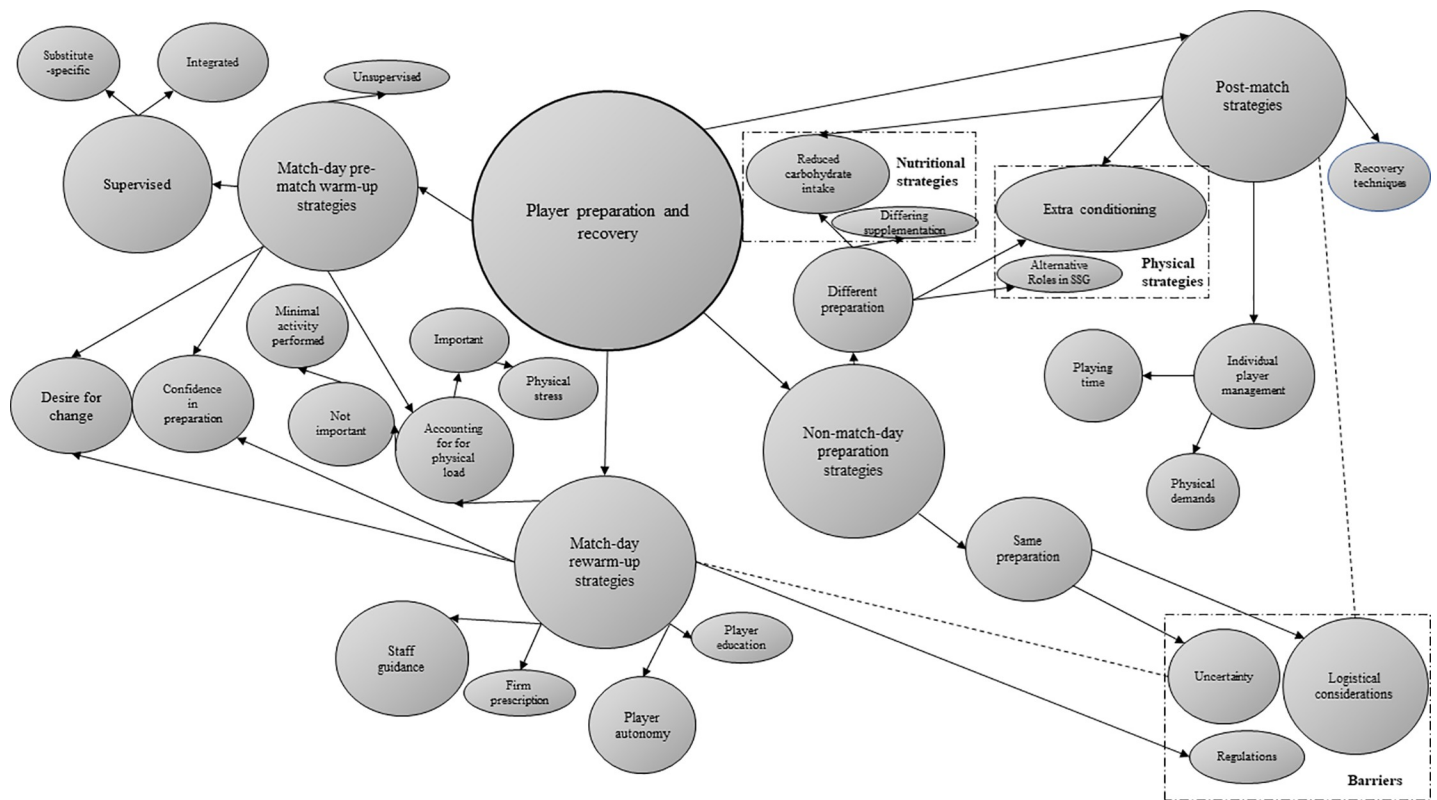 Substitute
-specific
Integrated
Unsupervised
Supervised
Match-day pre-
match warm-up
strategies
Player preparation and
recovery
Post-match
strategies
Reduced
carbohydrate
intake
Nutritional
strategies
Differing
supplementation
Recovery
techniques
Extra conditioning
Alternative
Roles in SSG
Physical
strategies
Different
preparation
Minimal
activity
performed
Important
Physical
stress
Desire for
change
Confidence
in
preparation
Not
important
Accounting
for for
physical
load
Playing
time
Individual
player
management
Non-match-day
preparation
strategies
Physical
demands
Match-day
rewarm-up
strategies
Same
preparation
Staff
guidance
Firm
prescription
Player
education
Player
autonomy
Uncertainty
Logistical
considerations
Regulations
Barriers